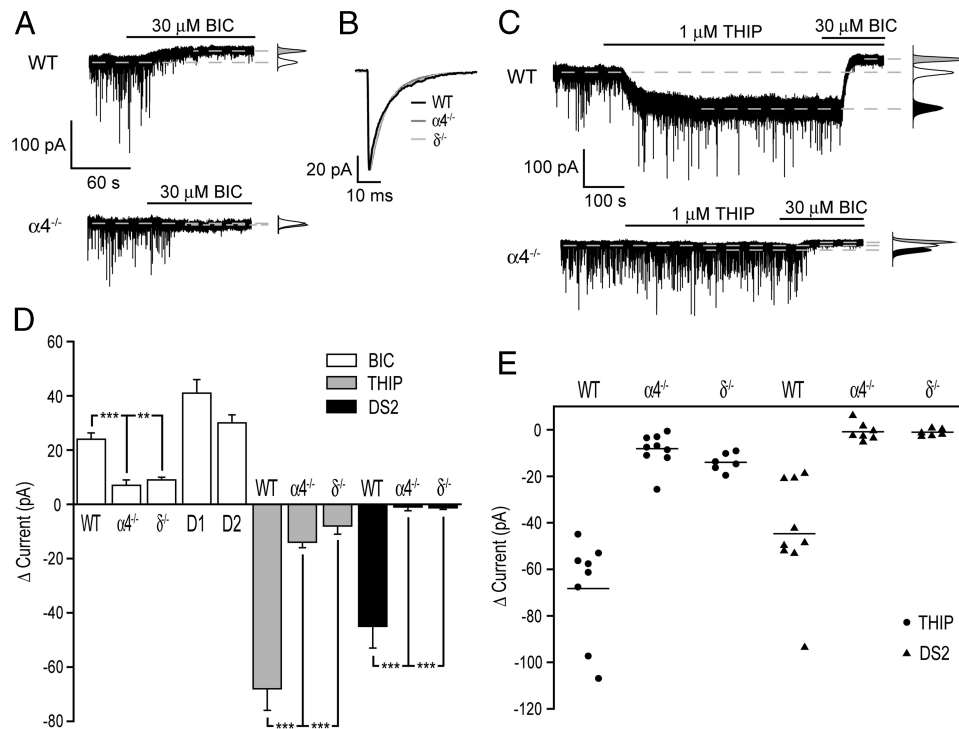 A
30 μM BIC
WT
100 pA
60 s
30 μM BIC
α4⁻/⁻
B
WT
α4⁻/⁻
δ⁻/⁻
20 pA
10 ms
C
30 μM BIC
1 μM THIP
WT
100 pA
100 s
30 μM BIC
1 μM THIP
α4⁻/⁻
D
60
40
20
0
-20
-40
-60
-80
Δ Current (pA)
BIC
THIP
DS2
*** **
WT α4⁻/⁻ δ⁻/⁻ D1 D2
WT α4⁻/⁻ δ⁻/⁻ WT α4⁻/⁻ δ⁻/⁻
*** ***
*** ***
E
WT α4⁻/⁻ δ⁻/⁻ WT α4⁻/⁻ δ⁻/⁻
0
-20
-40
-60
-80
-100
-120
Δ Current (pA)
THIP
DS2